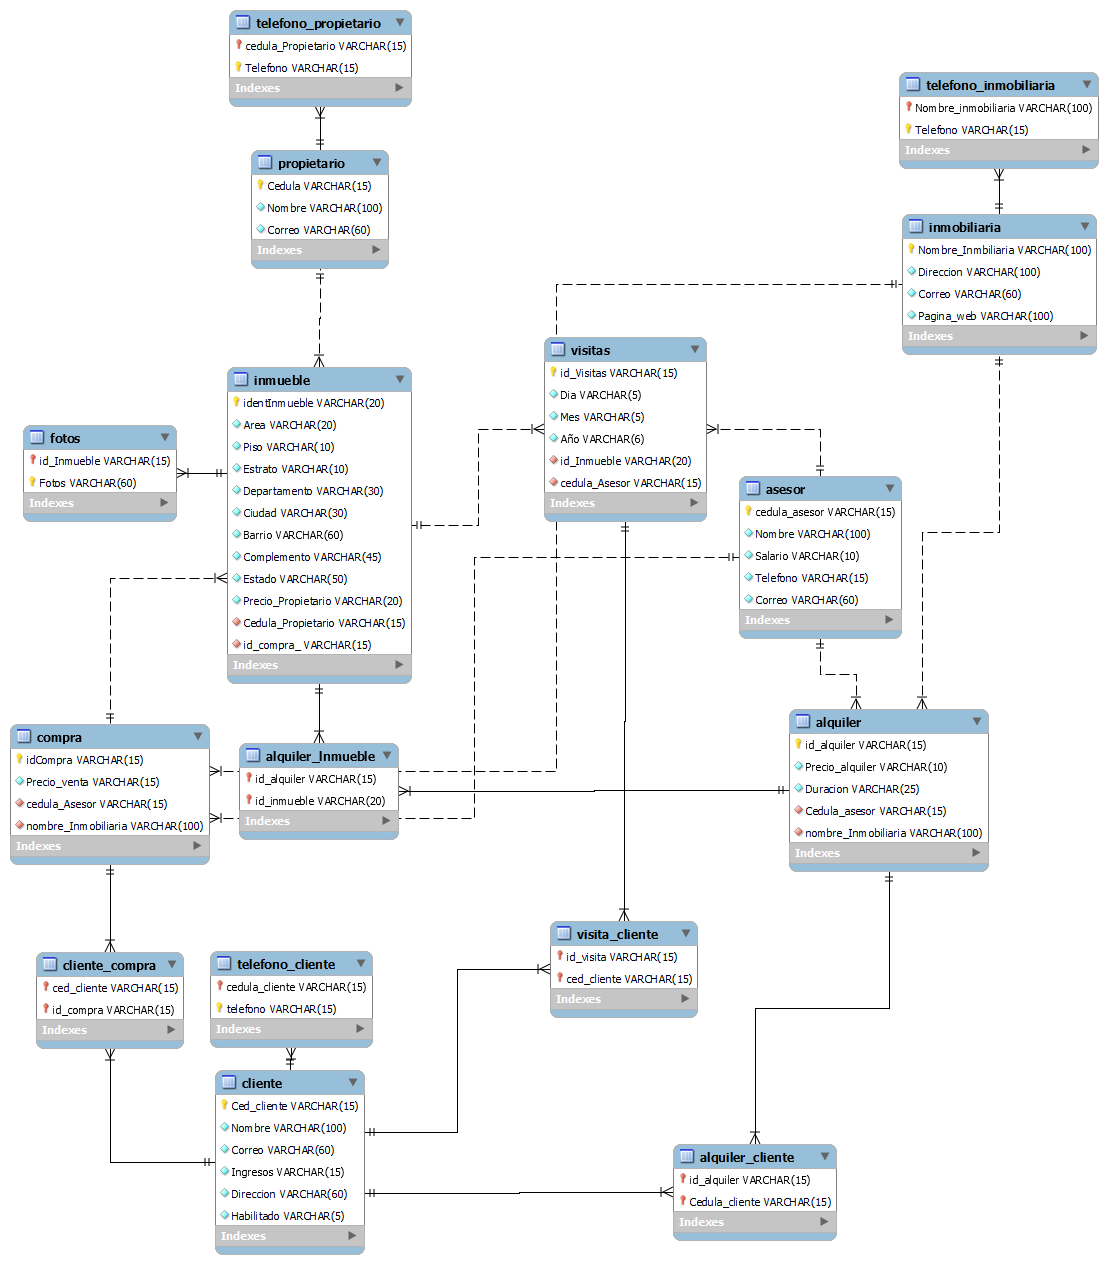 telefono_propietario
cedula_Propietario VARCHAR(15)
Telefono VARCHAR(15)
Indexes
telefono_inmobiliaria
Nombre_inmobiliaria VARCHAR(100)
Telefono VARCHAR(15)
Indexes
propietario
Cedula VARCHAR(15)
Nombre VARCHAR(100)
Correo VARCHAR(60)
Indexes
inmobiliaria
Nombre_Inmbiliaria VARCHAR(100)
Direccion VARCHAR(100)
Correo VARCHAR(60)
Pagina_web VARCHAR(100)
Indexes
visitas
id_Visitas VARCHAR(15)
Dia VARCHAR(5)
Mes VARCHAR(5)
Año VARCHAR(6)
id_Inmueble VARCHAR(20)
cedula_Asesor VARCHAR(15)
Indexes
inmueble
identInmueble VARCHAR(20)
Area VARCHAR(20)
Piso VARCHAR(10)
Estrato VARCHAR(10)
Departamento VARCHAR(30)
Ciudad VARCHAR(30)
Barrio VARCHAR(60)
Complemento VARCHAR(45)
Estado VARCHAR(50)
Precio_Propietario VARCHAR(20)
Cedula_Propietario VARCHAR(15)
id_compra_ VARCHAR(15)
Indexes
fotos
id_Inmueble VARCHAR(15)
Fotos VARCHAR(60)
Indexes
asesor
cedula_asesor VARCHAR(15)
Nombre VARCHAR(100)
Salario VARCHAR(10)
Telefono VARCHAR(15)
Correo VARCHAR(60)
Indexes
compra
idCompra VARCHAR(15)
Precio_venta VARCHAR(15)
cedula_Asesor VARCHAR(15)
nombre_Inmobiliaria VARCHAR(100)
Indexes
alquiler_Inmueble
id_alquiler VARCHAR(15)
id_inmueble VARCHAR(20)
Indexes
alquiler
id_alquiler VARCHAR(15)
Precio_alquiler VARCHAR(10)
Duracion VARCHAR(25)
Cedula_asesor VARCHAR(15)
nombre_Inmobiliaria VARCHAR(100)
Indexes
visita_cliente
id_visita VARCHAR(15)
ced_cliente VARCHAR(15)
Indexes
cliente_compra
ced_cliente VARCHAR(15)
id_compra VARCHAR(15)
Indexes
telefono_cliente
cedula_cliente VARCHAR(15)
telefono VARCHAR(15)
Indexes
cliente
Ced_cliente VARCHAR(15)
Nombre VARCHAR(100)
Correo VARCHAR(60)
Ingresos VARCHAR(15)
Direccion VARCHAR(60)
Habilitado VARCHAR(5)
Indexes
alquiler_cliente
id_alquiler VARCHAR(15)
Cedula_cliente VARCHAR(15)
Indexes